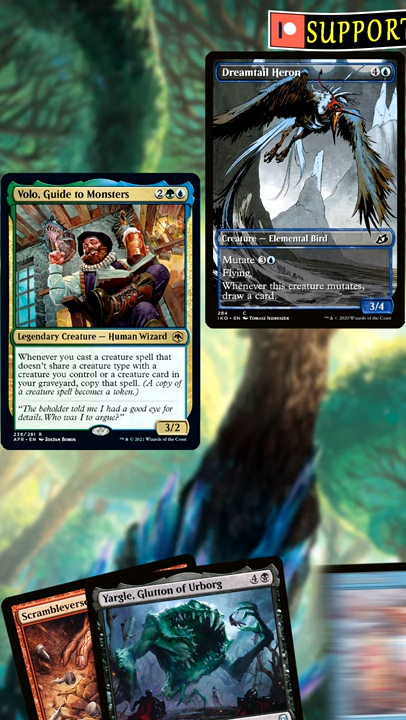 SUPPORT
Dreamtail Heron 4
Creature — Elemental Bird
Mutate 3
Flying
Whenever this creature mutates,
draw a card.
284 C
IKO • EN Tomasz Jedruszek
™ & © 2020 Wizards of the Coast
3/4
Volo, Guide to Monsters 2
Legendary Creature — Human Wizard
Whenever you cast a creature spell that
doesn't share a creature type with a
creature you control or a creature card in
your graveyard, copy that spell. (A copy of
a creature spell becomes a token.)
"The beholder told me I had a good eye for
details. Who was I to argue?"
3/2
238/281 R
AFR • EN Zoltan Boros
™ & © 2021 Wizards of the Coast
Scramblevers
Yargle, Glutton of Urborg 4